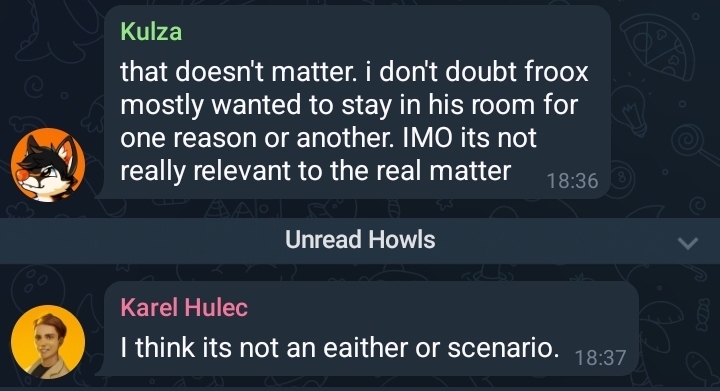 Kulza
that doesn't matter. i don't doubt froox
mostly wanted to stay in his room for
one reason or another. IMO its not
really relevant to the real matter
18:36
Unread Howls
Karel Hulec
I think its not an eaither or scenario.
18:37